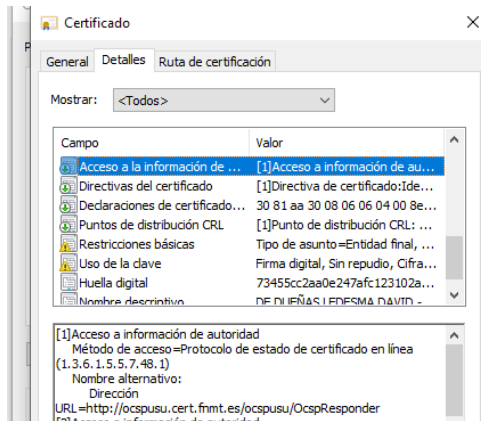 Certificado
General Detalles Ruta de certificación
Mostrar: <Todos>
Campo Valor
Acceso a la información de ... [1]Acceso a información de au...
Directivas del certificado [1]Directiva de certificado:Ide...
Declaraciones de certificado... 30 81 aa 30 08 06 06 04 00 8e...
Puntos de distribución CRL [1]Punto de distribución CRL: ...
Restricciones básicas Tipo de asunto=Entidad final, ...
Uso de la clave Firma digital, Sin repudio, Cifra...
Huella digital 73455cc2aa0e247afc123102a...
Nombre descriptivo DE DUEÑAS LEDESMA DAVID - 
[1]Acceso a información de autoridad
Método de acceso=Protocolo de estado de certificado en línea
(1.3.6.1.5.5.7.48.1)
Nombre alternativo:
Dirección
URL=http://ocspusu.cert.fnmt.es/ocspusu/OcspResponder
[2]Acceso a información de autoridad